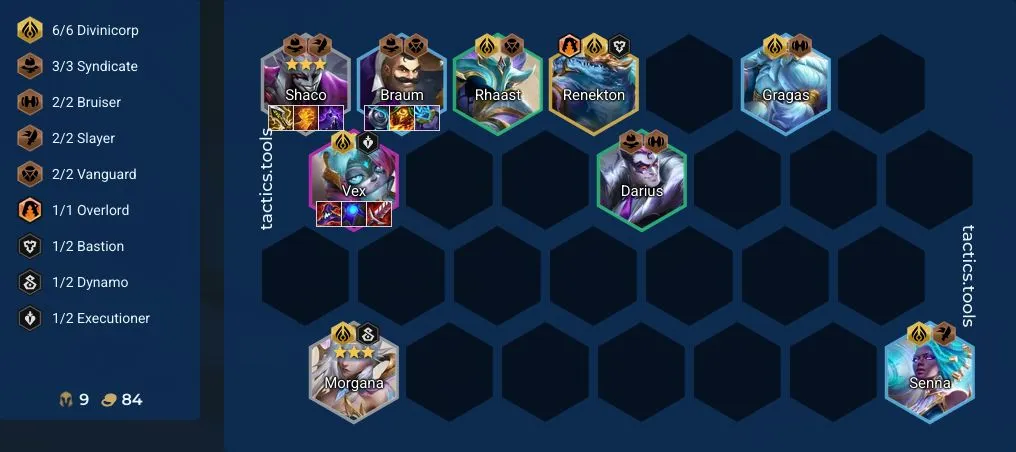 6/6 Divinicorp
3/3 Syndicate
2/2 Bruiser
2/2 Slayer
2/2 Vanguard
1/1 Overlord
1/2 Bastion
1/2 Dynamo
1/2 Executioner
9 84
Shaco Braum Rhaast Renekton Gragas
Vex Darius
Morgana Senna
tactics.tools
tactics.tools